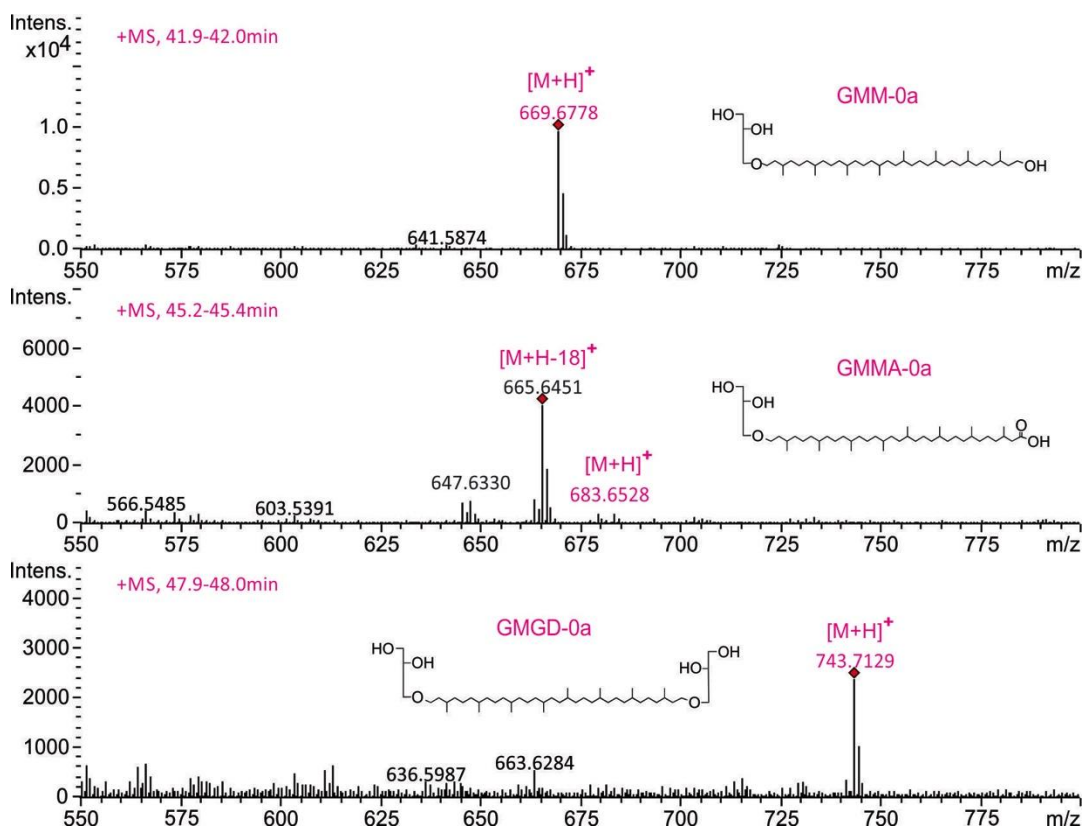 Intens.
x10⁴
+MS, 41.9-42.0min
[M+H]⁺
669.6778
GMM-0a
HO
OH
O
OH
1.0
0.5
0.0
641.5874
550 575 600 625 650 675 700 725 750 775 m/z
Intens.
+MS, 45.2-45.4min
[M+H-18]⁺
665.6451
GMMA-0a
HO
OH
O
O
OH
6000
4000
2000
0
[M+H]⁺
683.6528
647.6330
566.5485
603.5391
550 575 600 625 650 675 700 725 750 775 m/z
Intens.
+MS, 47.9-48.0min
4000
3000
2000
1000
0
GMGD-0a
HO
OH
O
OH
HO
O
[M+H]⁺
743.7129
636.5987
663.6284
550 575 600 625 650 675 700 725 750 775 m/z